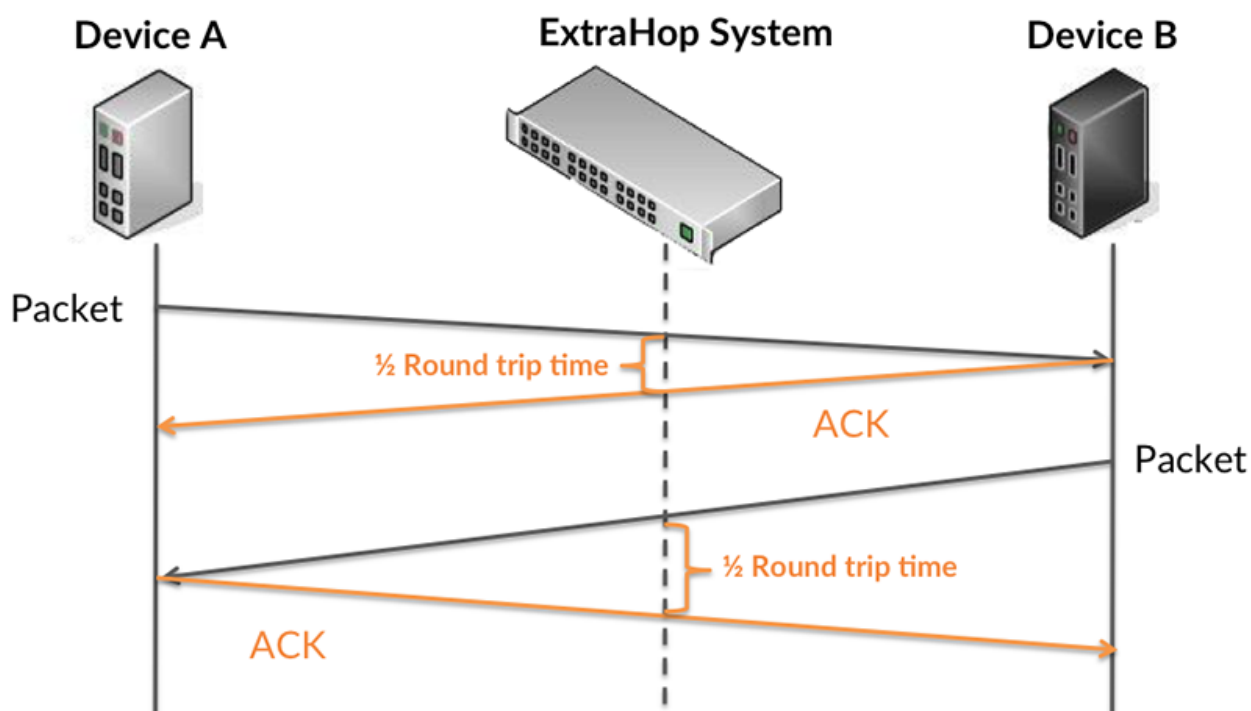 Device A
ExtraHop System
Device B
Packet
½ Round trip time
ACK
Packet
½ Round trip time
ACK